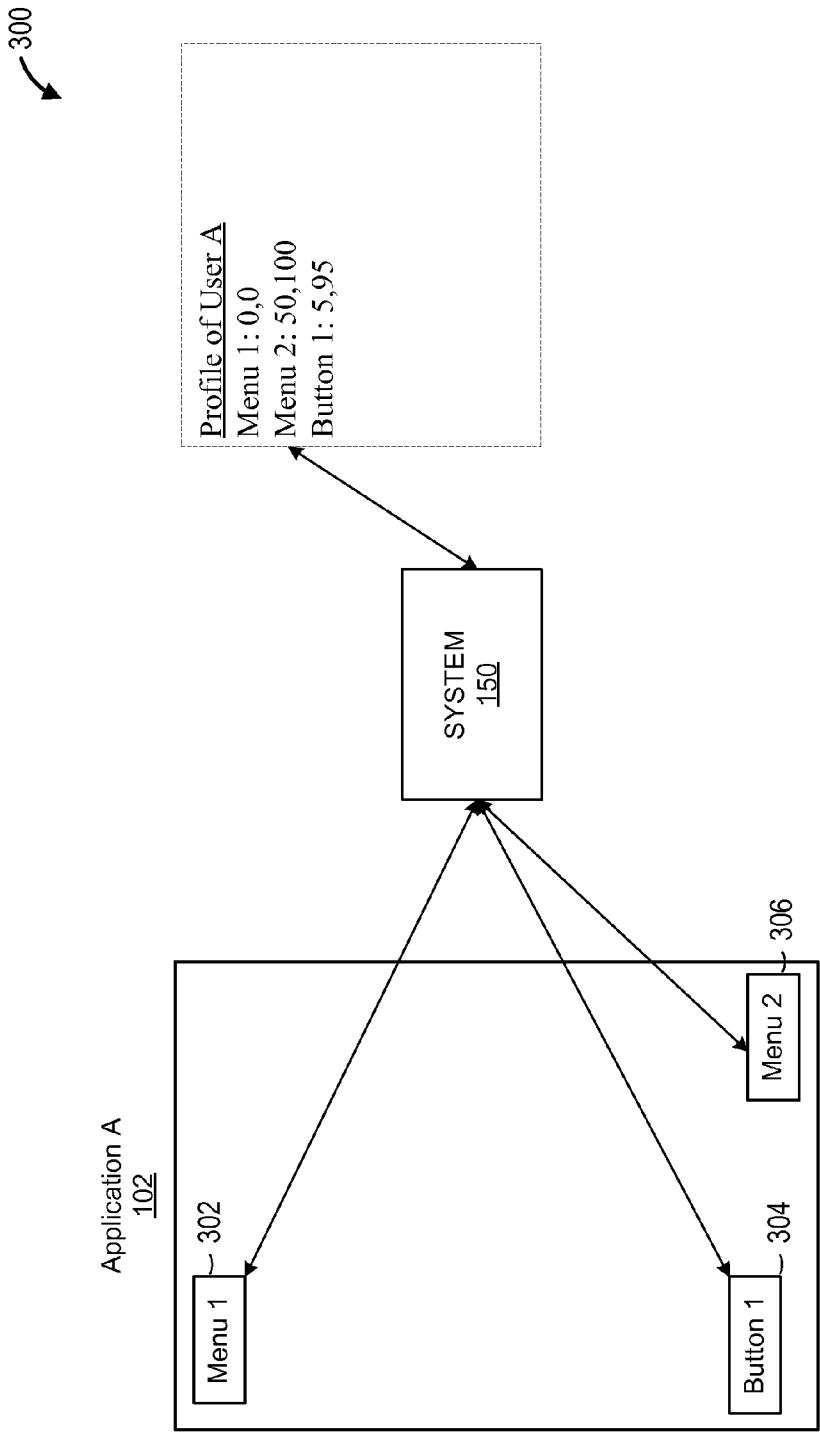 300
Application A
102
Menu 1
302
Button 1
304
Menu 2
306
SYSTEM
150
Profile of User A
Menu 1: 0,0
Menu 2: 50,100
Button 1: 5,95